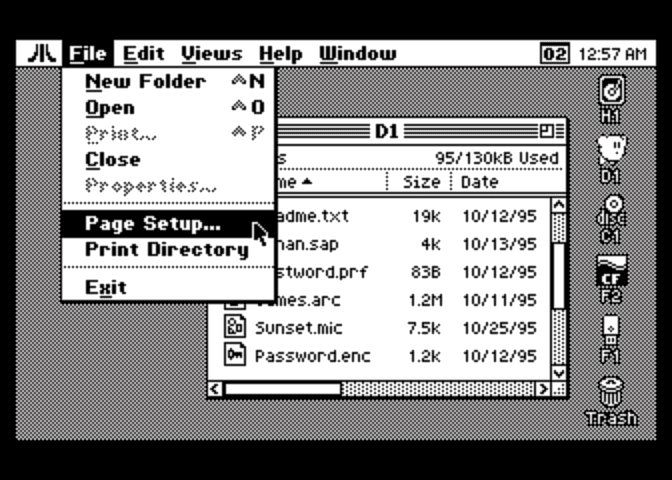 File Edit Views Help Window 02 12:57 AM
New Folder ^N
Open ^O
Print... ^P
Close
Properties...
Page Setup...
Print Directory
Exit
D1
s 95/130kB Used
me Size Date
adme.txt 19k 10/12/95
han.sap 4k 10/13/95
stword.prf 83B 10/12/95
mes.arc 1.2M 10/11/95
Sunset.mic 7.5k 10/25/95
Password.enc 1.2k 10/12/95
H1
D1
disc
C1
CF
F2
Trash